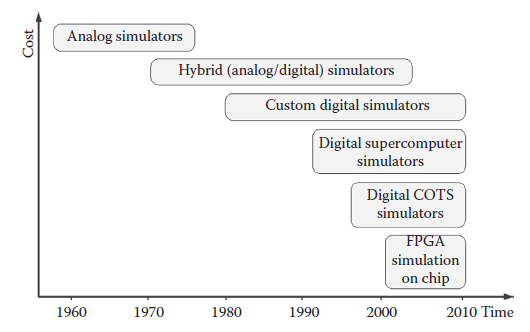 Cost
Analog simulators
Hybrid (analog/digital) simulators
Custom digital simulators
Digital supercomputer
simulators
Digital COTS
simulators
FPGA
simulation
on chip
1960 1970 1980 1990 2000 2010 Time